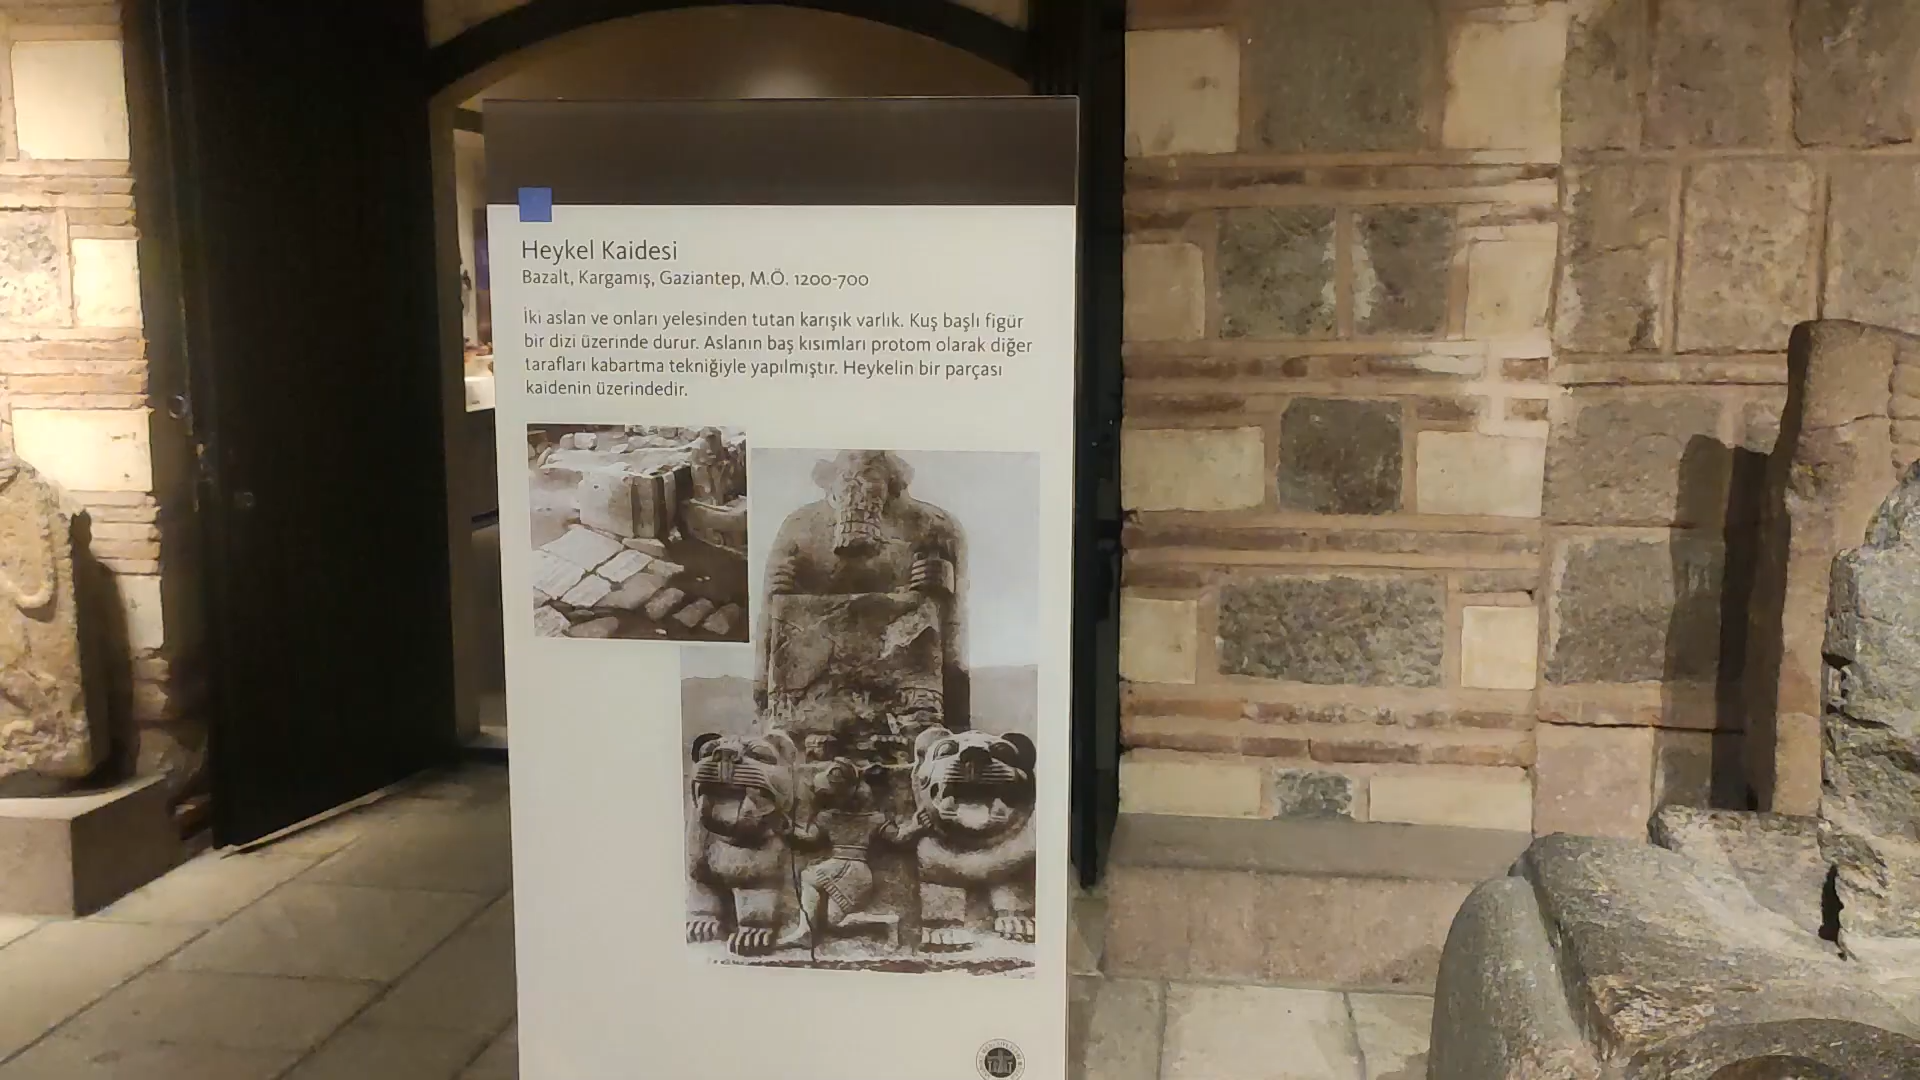 Heykel Kaidesi
Bazalt, Kargamış, Gaziantep, M.Ö. 1200-700
İki aslan ve onları yelesinden tutan karışık varlık. Kuş başlı figür
bir dizi üzerinde durur. Aslanın baş kısımları protom olarak diğer
tarafları kabartma tekniğiyle yapılmıştır. Heykelin bir parçası
kaidenin üzerindedir.